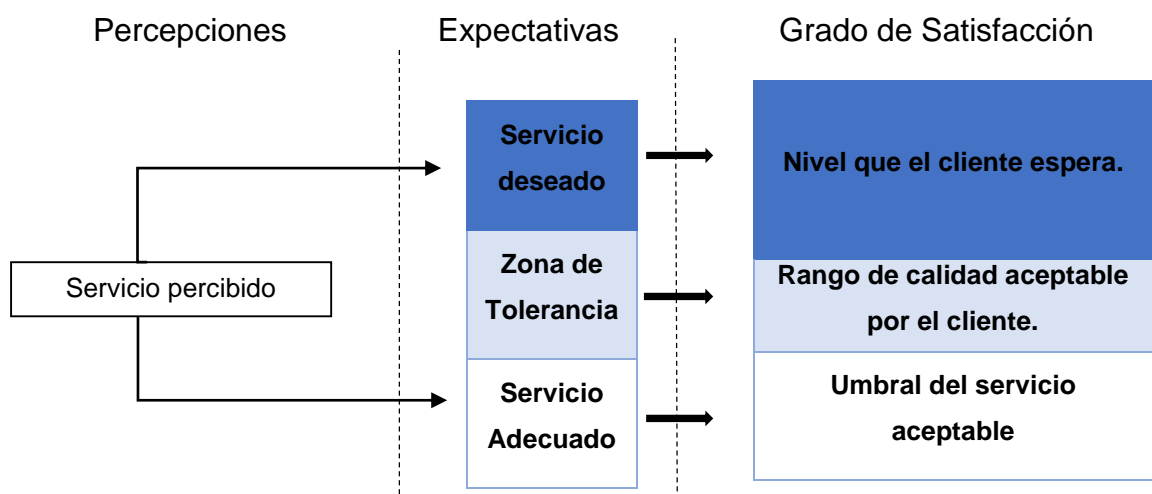 Percepciones
Expectativas
Grado de Satisfacción
Servicio percibido
Servicio
deseado
Zona de
Tolerancia
Servicio
Adecuado
Nivel que el cliente espera.
Rango de calidad aceptable
por el cliente.
Umbral del servicio
aceptable